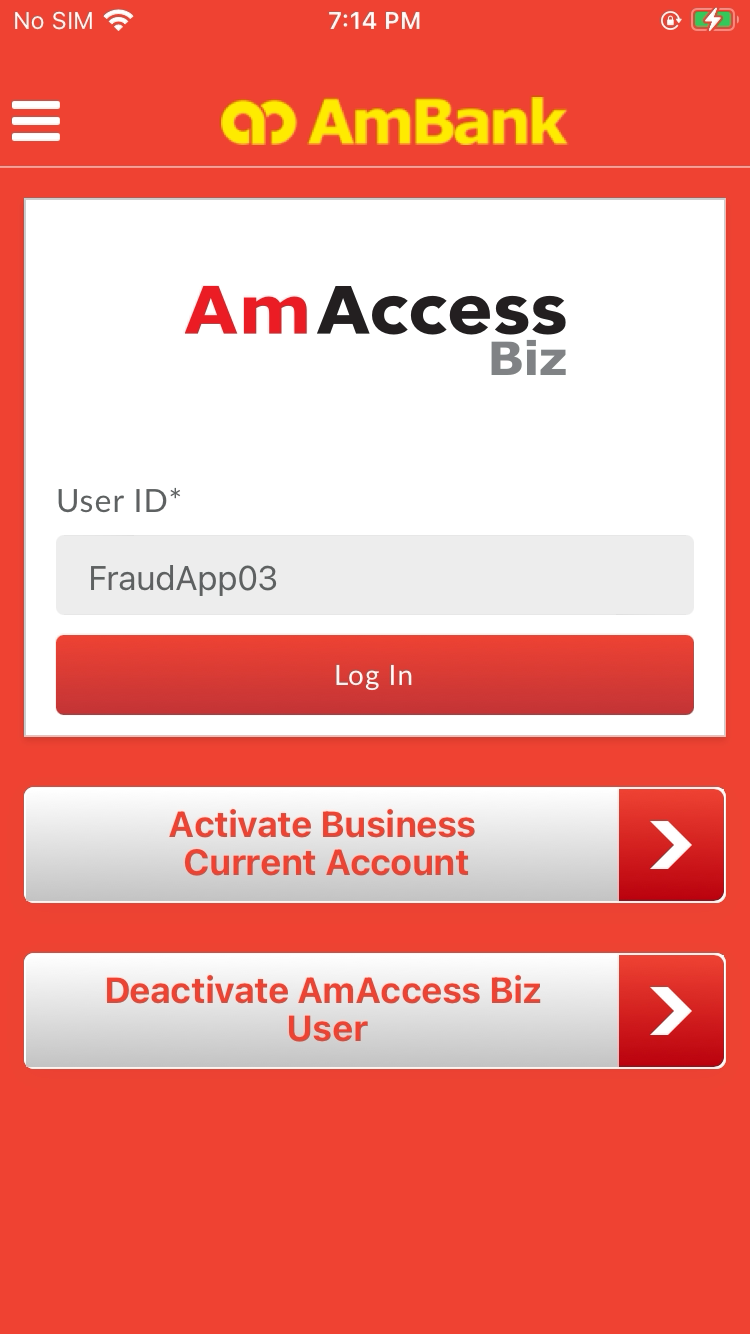 No SIM 7:14 PM
AmBank
AmAccess
Biz
User ID*
FraudApp03
Log In
Activate Business
Current Account
Deactivate AmAccess Biz
User